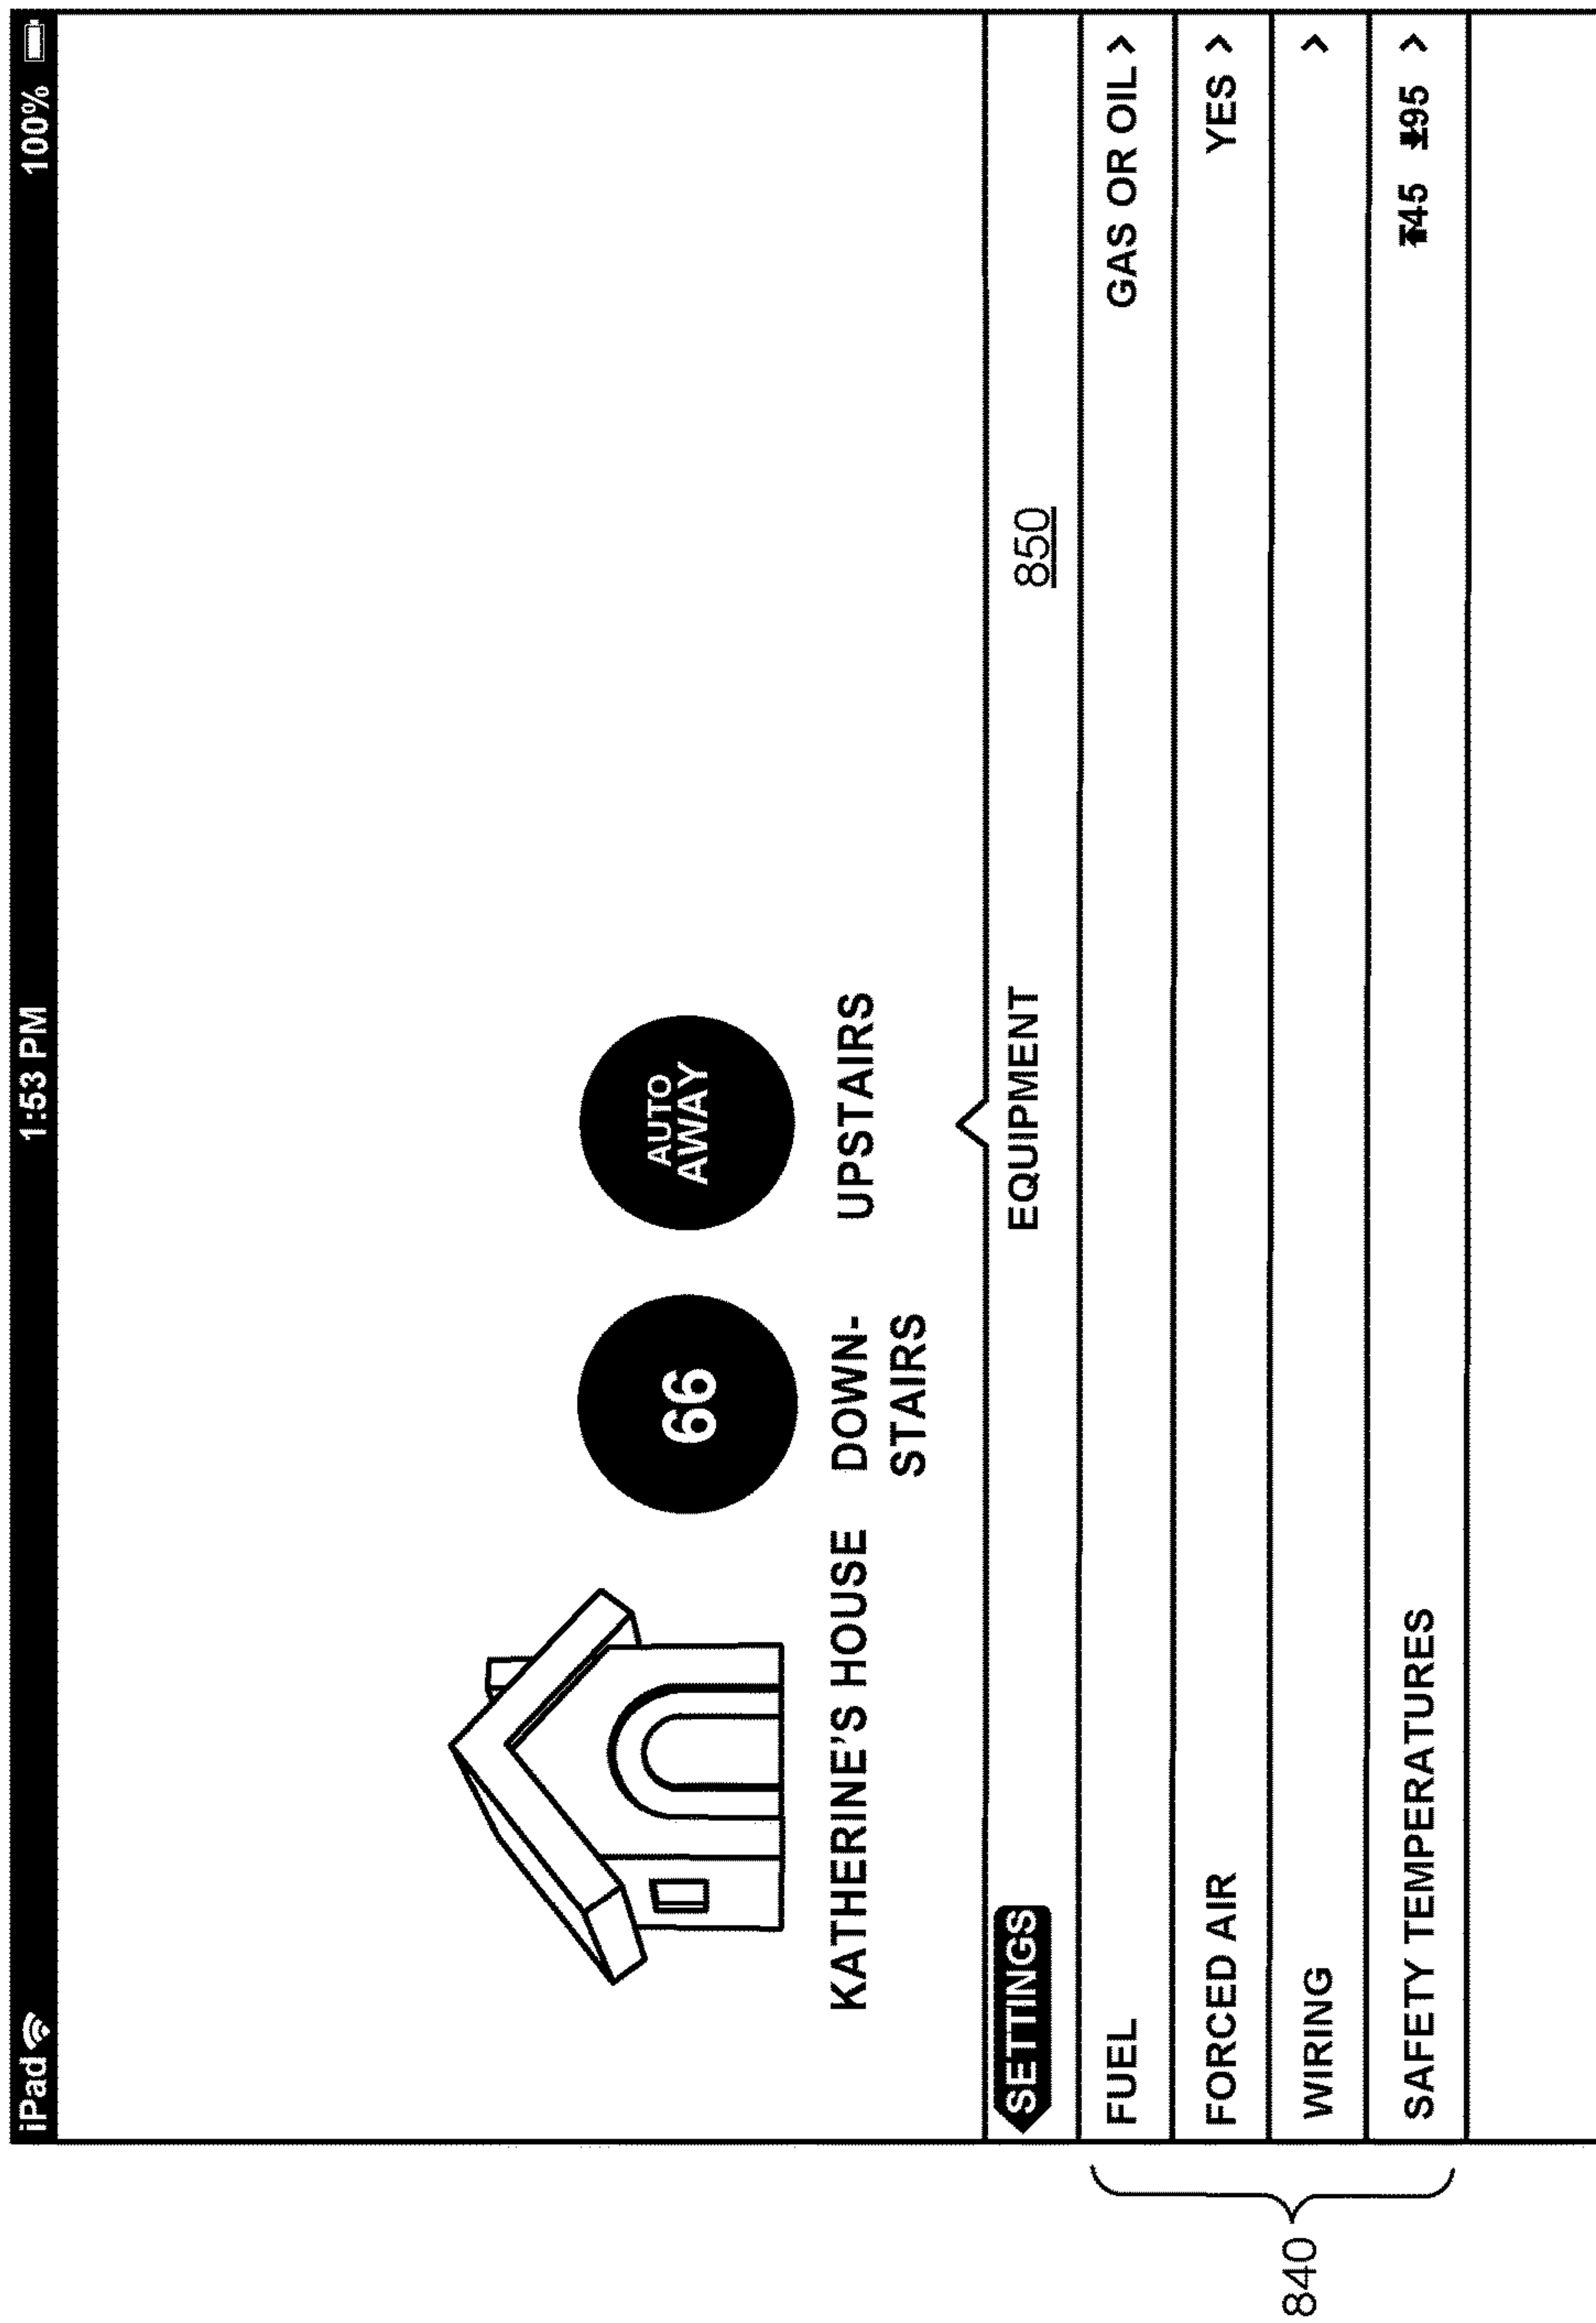 iPad 1:53 PM 100%
66
AUTO
AWAY
KATHERINE'S HOUSE DOWN-
STAIRS UPSTAIRS
SETTINGS EQUIPMENT 850
FUEL GAS OR OIL >
FORCED AIR YES >
WIRING >
SAFETY TEMPERATURES 45 95 >
840